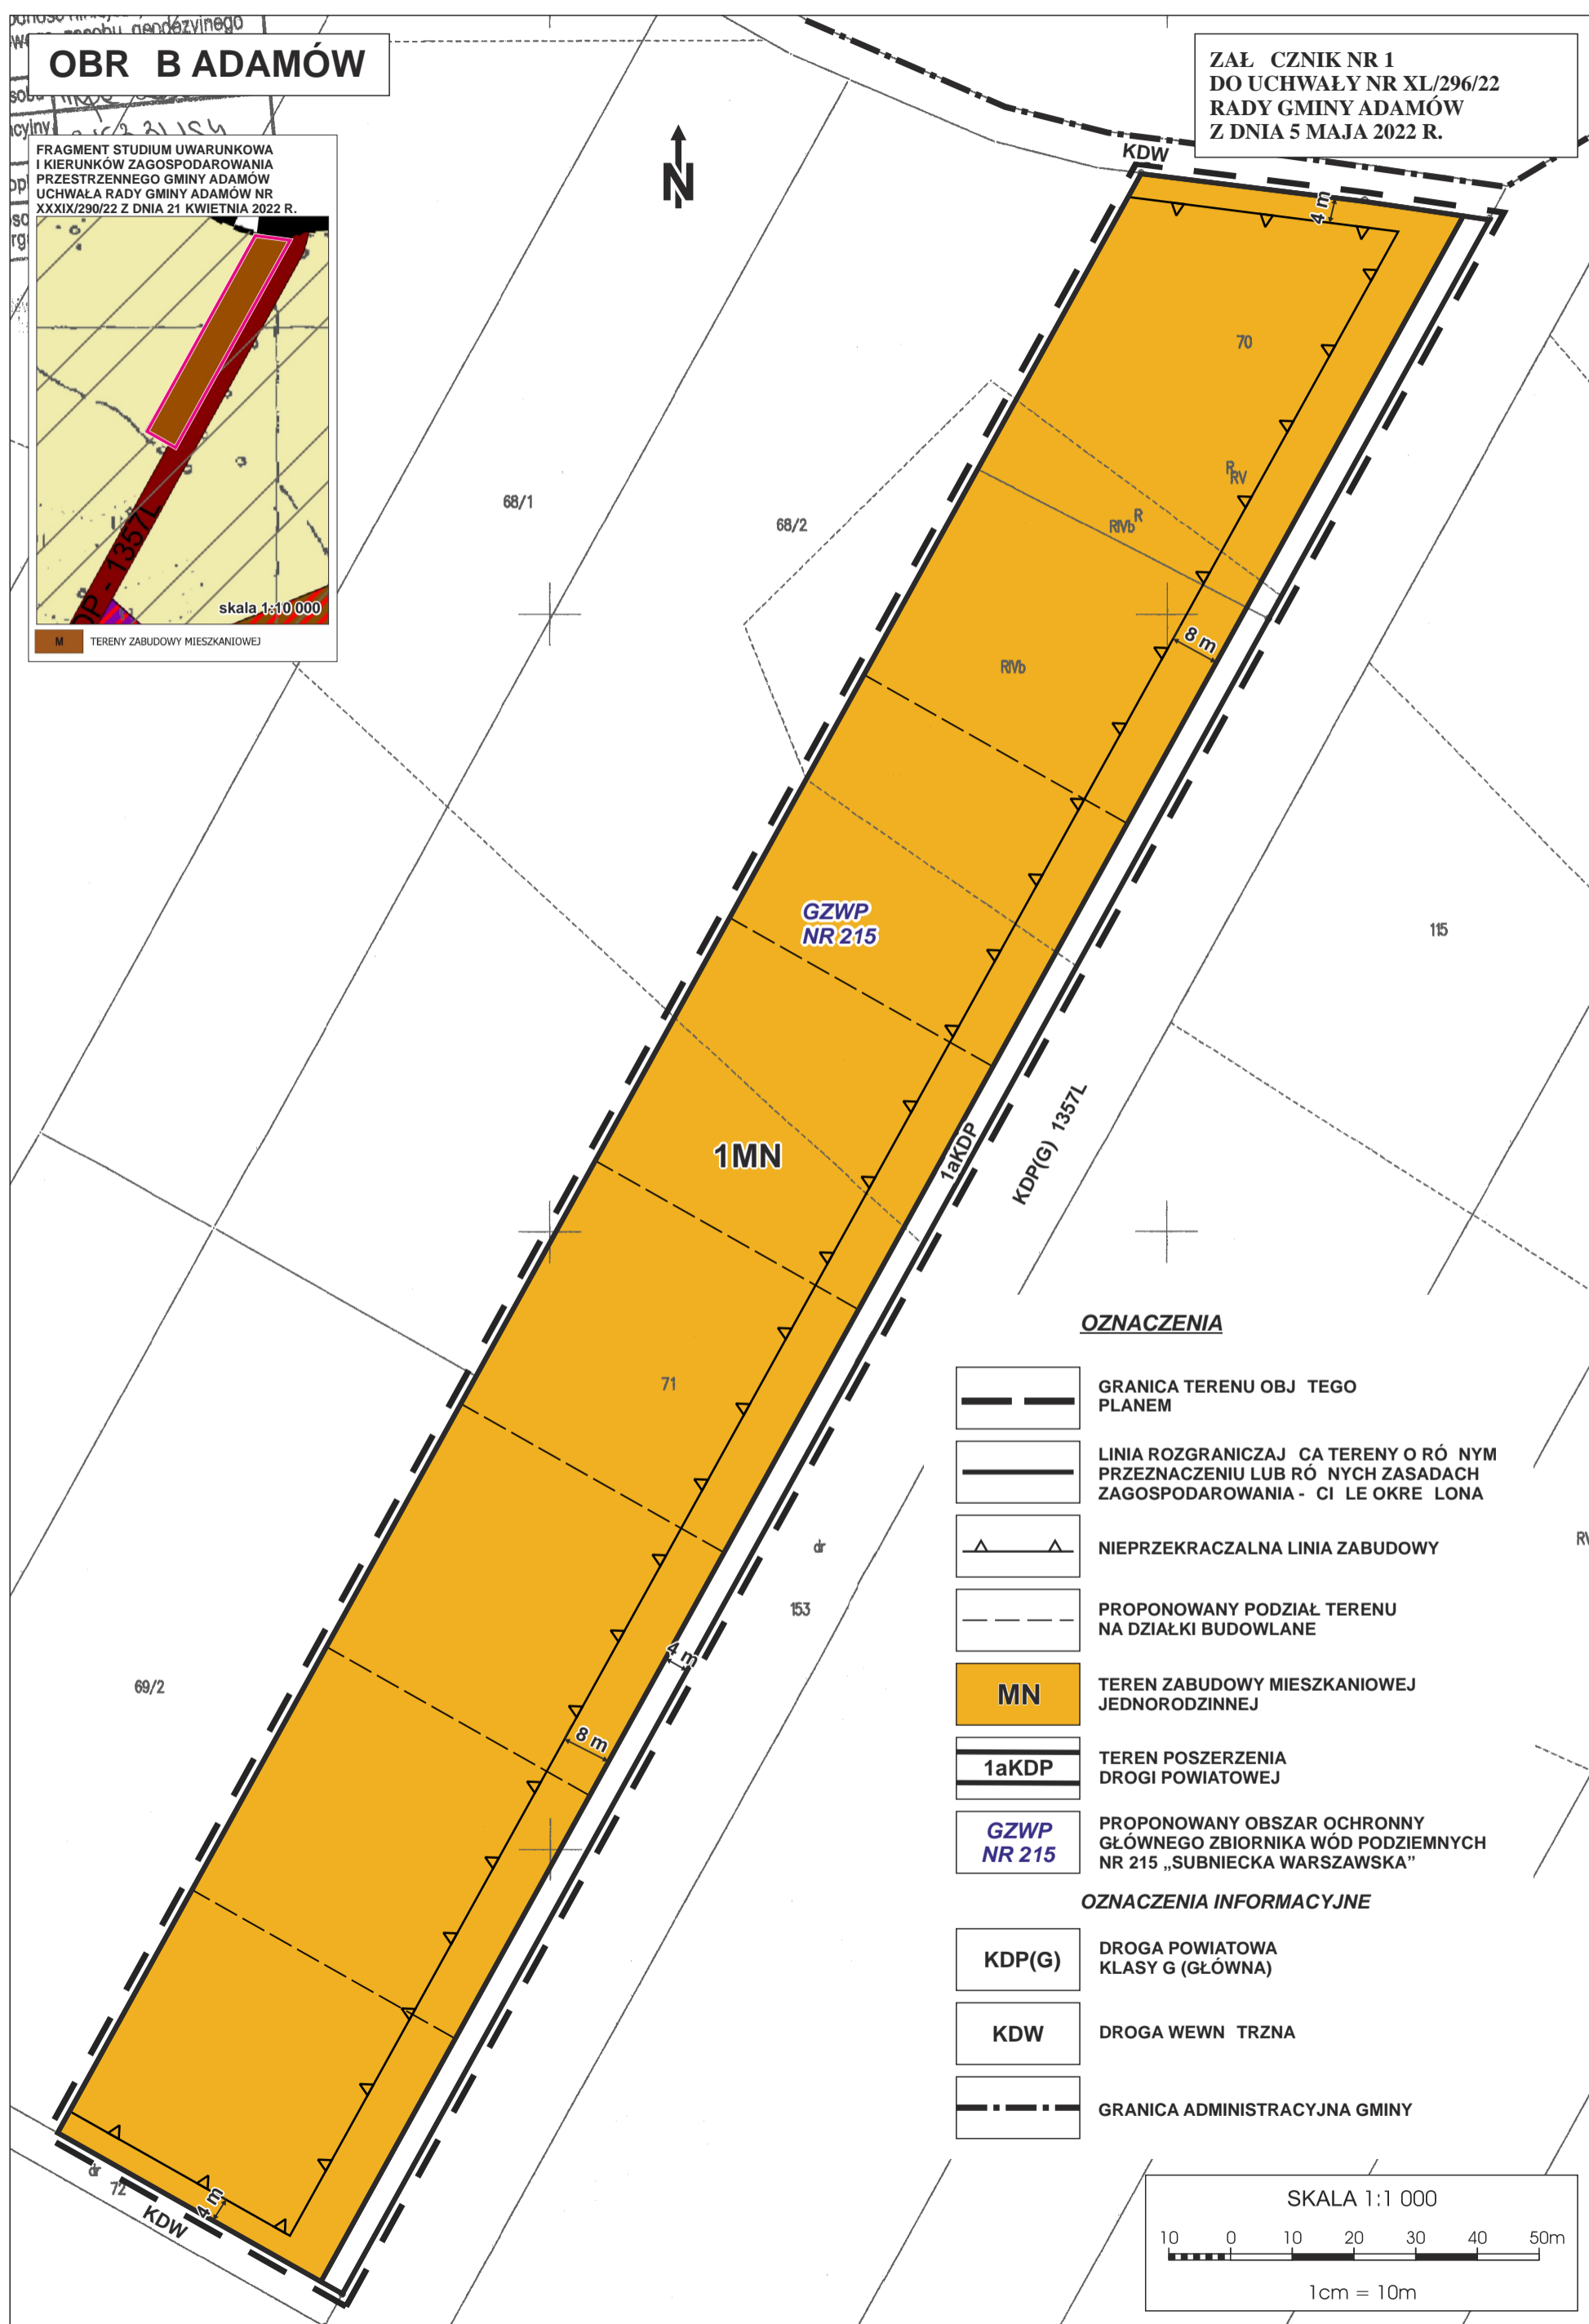 geodezyjnego
OBR B ADAMÓW
ZAŁ CZNIK NR 1
DO UCHWAŁY NR XL/296/22
RADY GMINY ADAMÓW
Z DNIA 5 MAJA 2022 R.
FRAGMENT STUDIUM UWARUNKOWA
I KIERUNKÓW ZAGOSPODAROWANIA
PRZESTRZENNEGO GMINY ADAMÓW
UCHWAŁA RADY GMINY ADAMÓW NR
XXXIX/290/22 Z DNIA 21 KWIETNIA 2022 R.
DP - 1357L
skala 1:10 000
M TERENY ZABUDOWY MIESZKANIOWEJ
N
KDW
4 m
70
R
RV
68/1
68/2
R
RIVb
8 m
RIVb
GZWP
NR 215
115
1MN
1aKDP
KDP(G) 1357L
71
dr
153
4 m
69/2
8 m
dr
72
4 m
KDW
RV
OZNACZENIA
GRANICA TERENU OBJ TEGO
PLANEM
LINIA ROZGRANICZAJ CA TERENY O RÓ NYM
PRZEZNACZENIU LUB RÓ NYCH ZASADACH
ZAGOSPODAROWANIA - CI LE OKRE LONA
NIEPRZEKRACZALNA LINIA ZABUDOWY
PROPONOWANY PODZIAŁ TERENU
NA DZIAŁKI BUDOWLANE
MN
TEREN ZABUDOWY MIESZKANIOWEJ
JEDNORODZINNEJ
1aKDP
TEREN POSZERZENIA
DROGI POWIATOWEJ
GZWP
NR 215
PROPONOWANY OBSZAR OCHRONNY
GŁÓWNEGO ZBIORNIKA WÓD PODZIEMNYCH
NR 215 „SUBNIECKA WARSZAWSKA”
OZNACZENIA INFORMACYJNE
KDP(G)
DROGA POWIATOWA
KLASY G (GŁÓWNA)
KDW
DROGA WEWN TRZNA
GRANICA ADMINISTRACYJNA GMINY
SKALA 1:1 000
10 0 10 20 30 40 50m
1cm = 10m